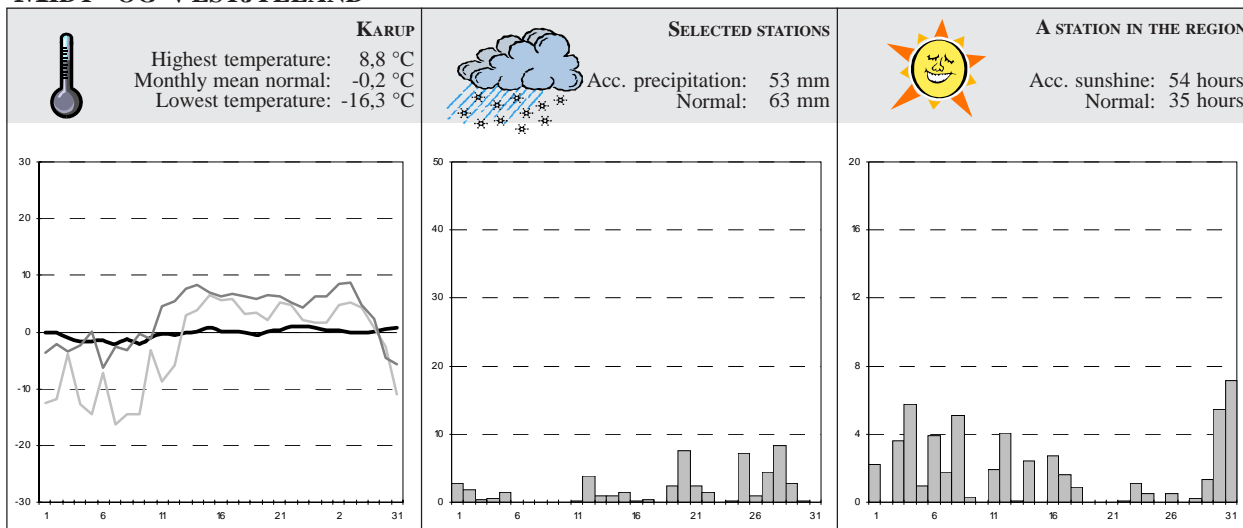 MIDT- OG VESTJYLLAND
KARUP
Highest temperature: 8,8 °C
Monthly mean normal: -0,2 °C
Lowest temperature: -16,3 °C
SELECTED STATIONS
Acc. precipitation: 53 mm
Normal: 63 mm
A STATION IN THE REGION
Acc. sunshine: 54 hours
Normal: 35 hours
30
20
10
0
-10
-20
-30
1 6 11 16 21 2 31
50
40
30
20
10
0
1 6 11 16 21 26 31
20
16
12
8
4
0
1 6 11 16 21 26 31